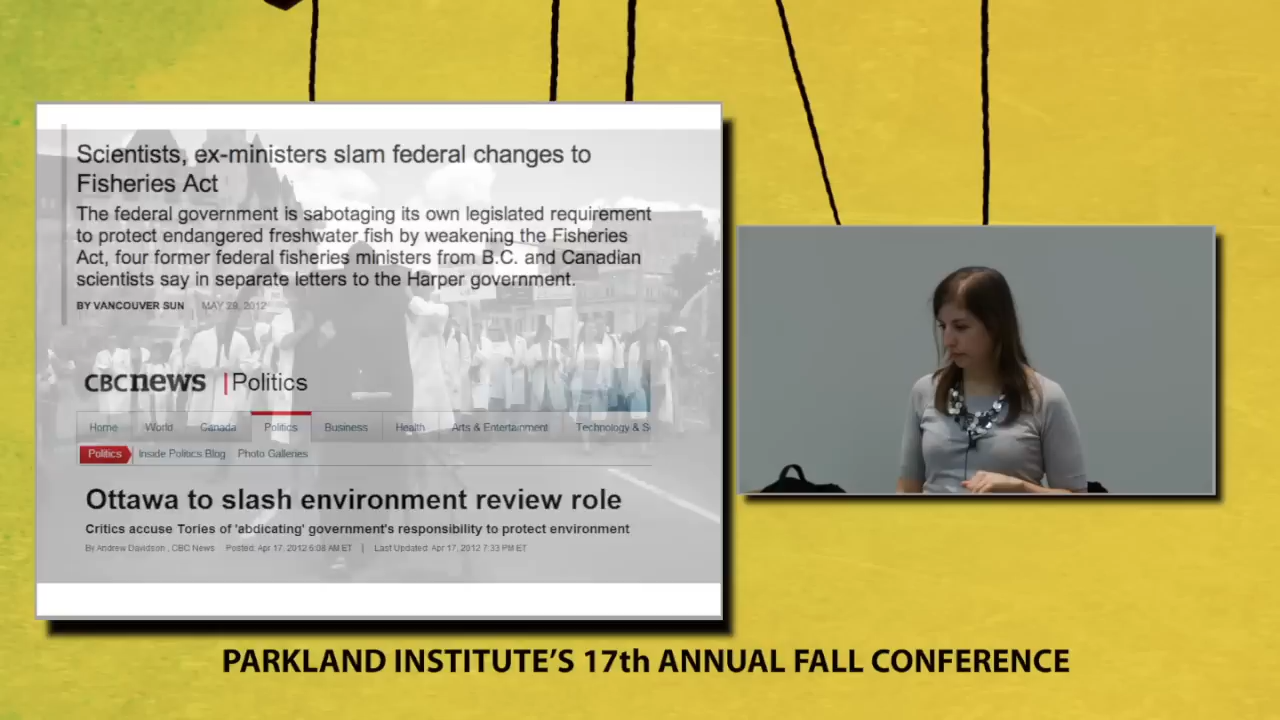 Scientists, ex-ministers slam federal changes to
Fisheries Act
The federal government is sabotaging its own legislated requirement
to protect endangered freshwater fish by weakening the Fisheries
Act, four former federal fisheries ministers from B.C. and Canadian
scientists say in separate letters to the Harper government.
BY VANCOUVER SUN MAY 29, 2012
CBCnews | Politics
Home World Canada Politics Business Health Arts & Entertainment Technology & S
Politics Inside Politics Blog Photo Galleries
Ottawa to slash environment review role
Critics accuse Tories of 'abdicating' government's responsibility to protect environment
By Andrew Davidson, CBC News Posted: Apr 17, 2012 6:08 AM ET | Last Updated: Apr 17, 2012 7:33 PM ET
PARKLAND INSTITUTE'S 17th ANNUAL FALL CONFERENCE